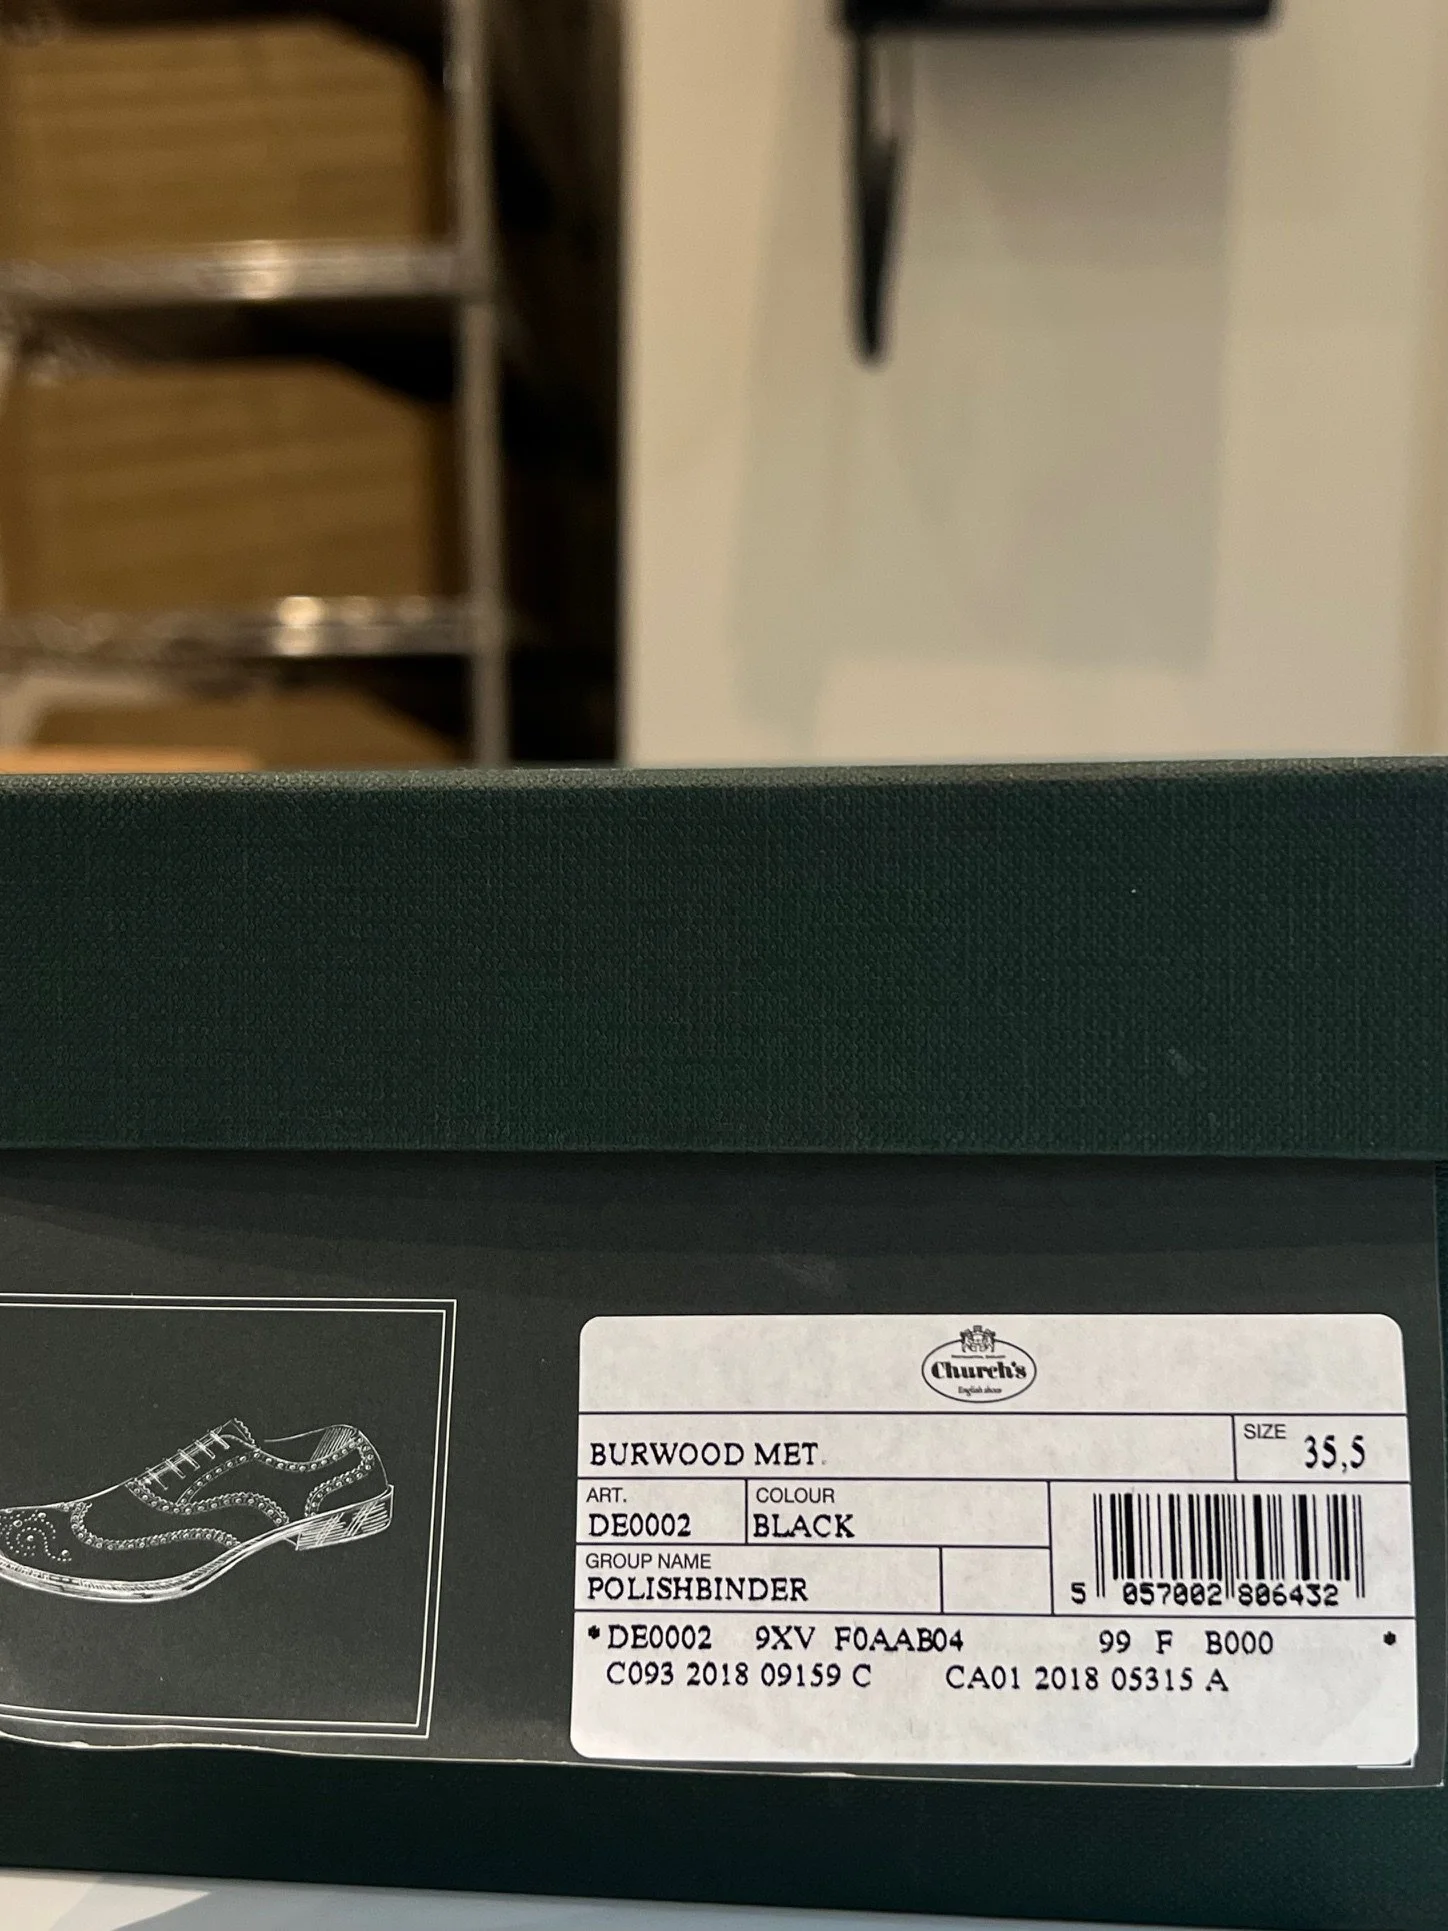 Church's
English shoes
BURWOOD MET.
SIZE 35,5
ART. COLOUR
DE0002 BLACK
GROUP NAME
POLISHBINDER
5 057002 806432
*DE0002 9XV F0AAB04 99 F B000 *
C093 2018 09159 C CA01 2018 05315 A